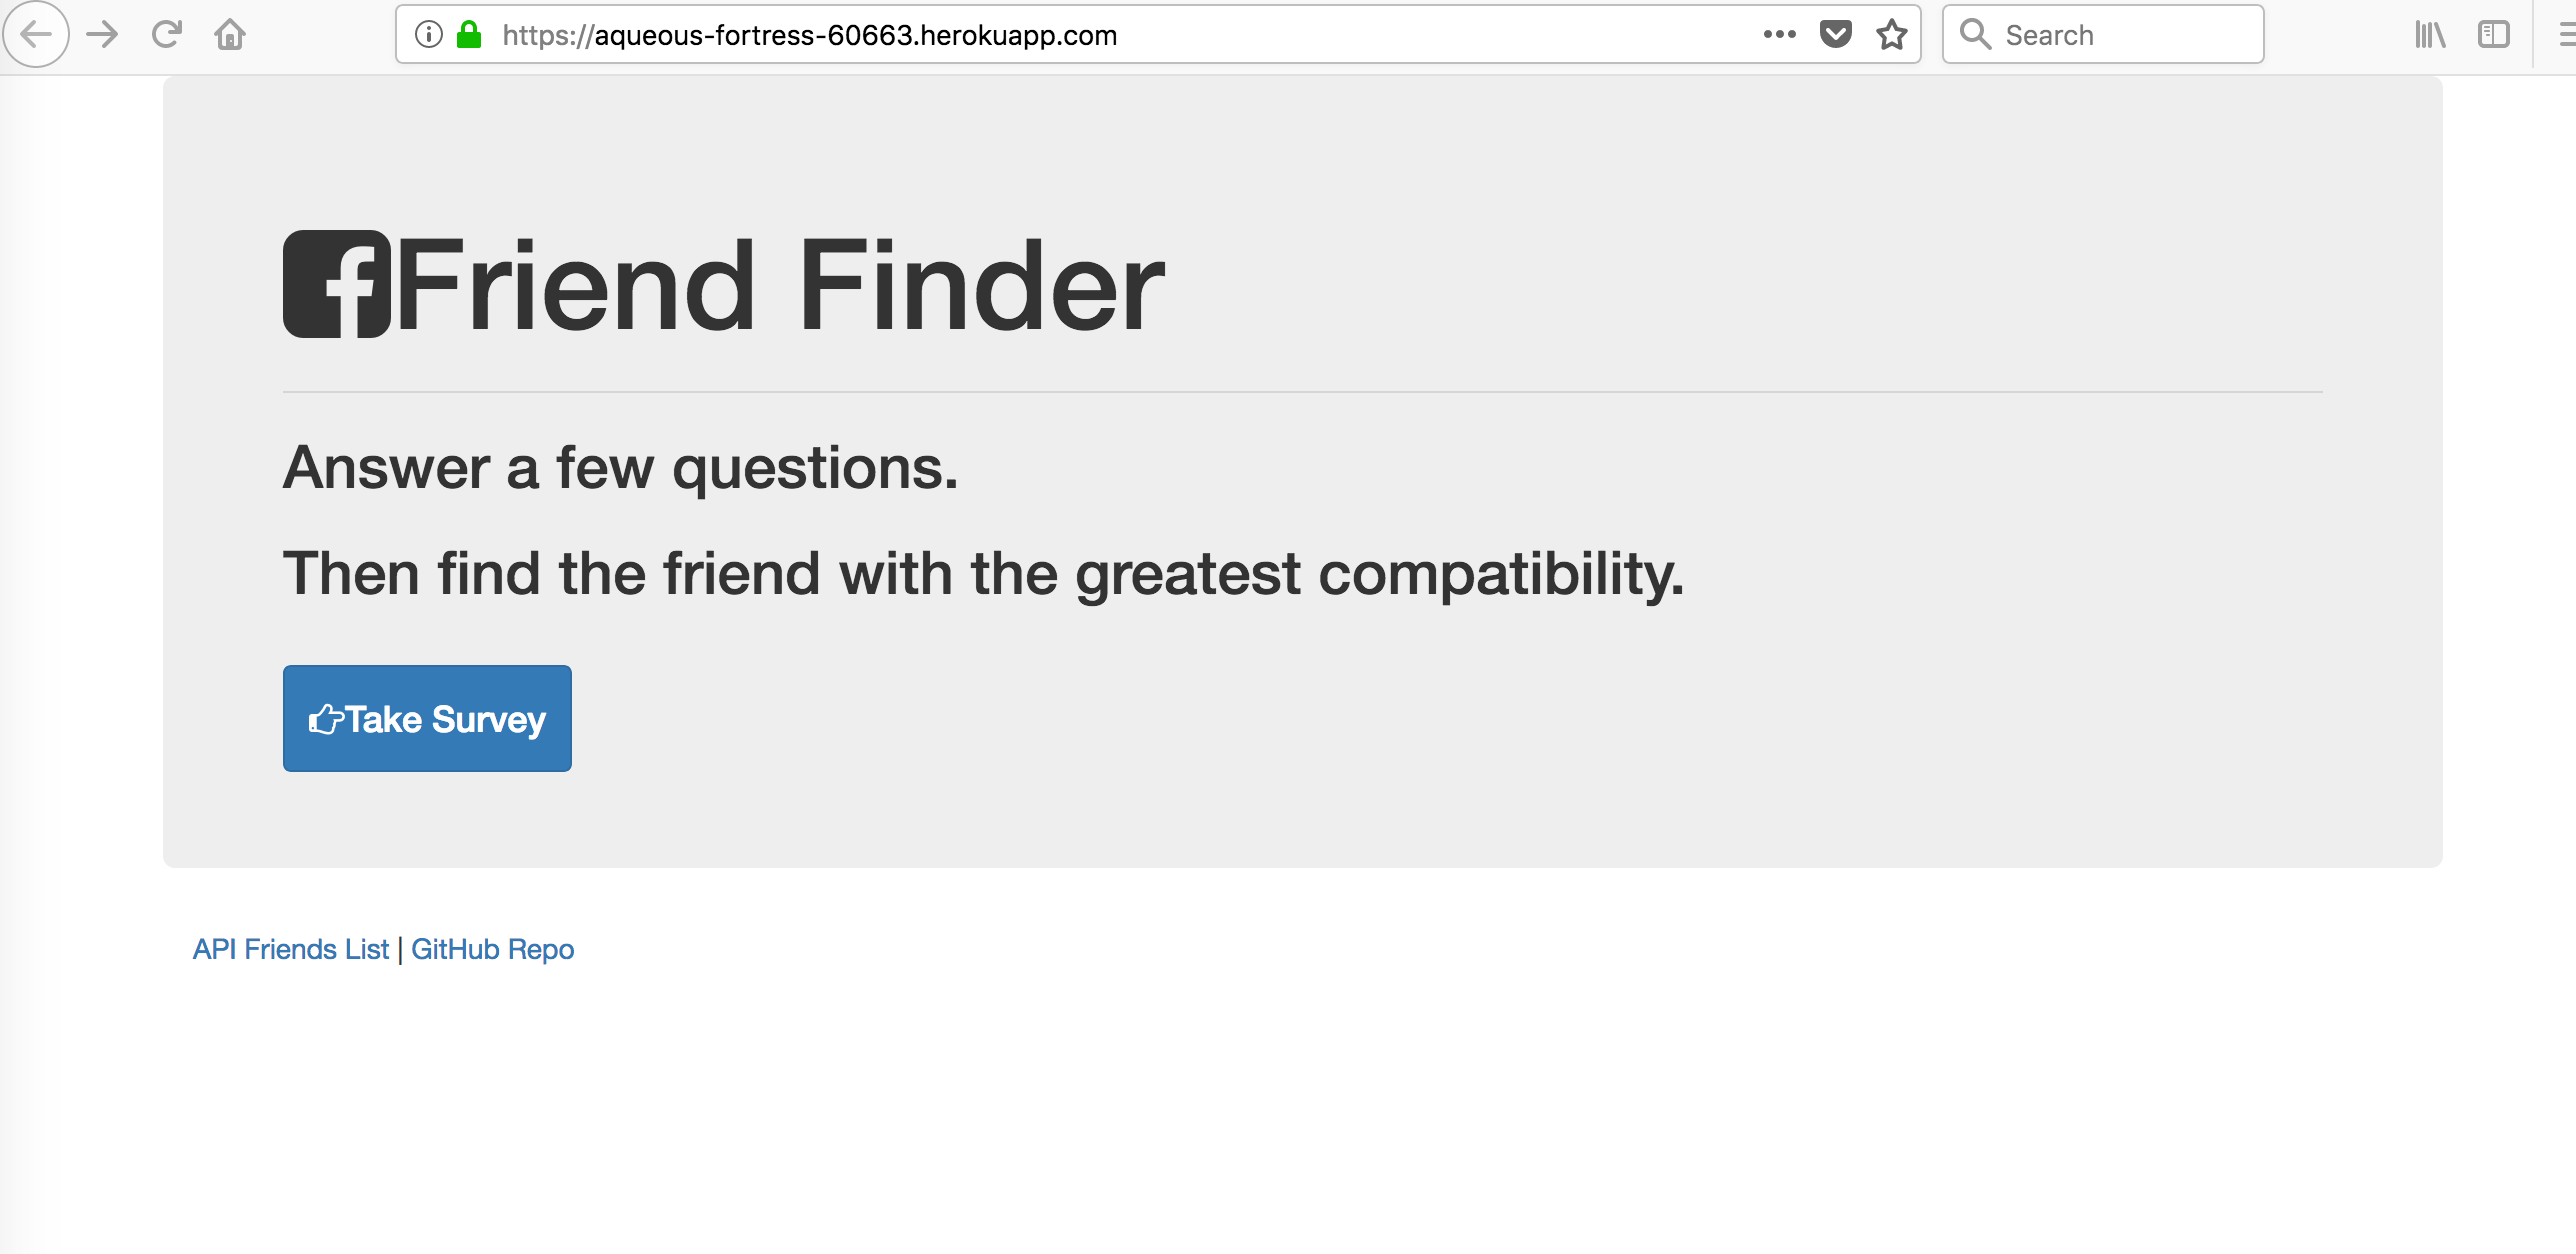 https://aqueous-fortress-60663.herokuapp.com
Search
Friend Finder
Answer a few questions.
Then find the friend with the greatest compatibility.
Take Survey
API Friends List | GitHub Repo